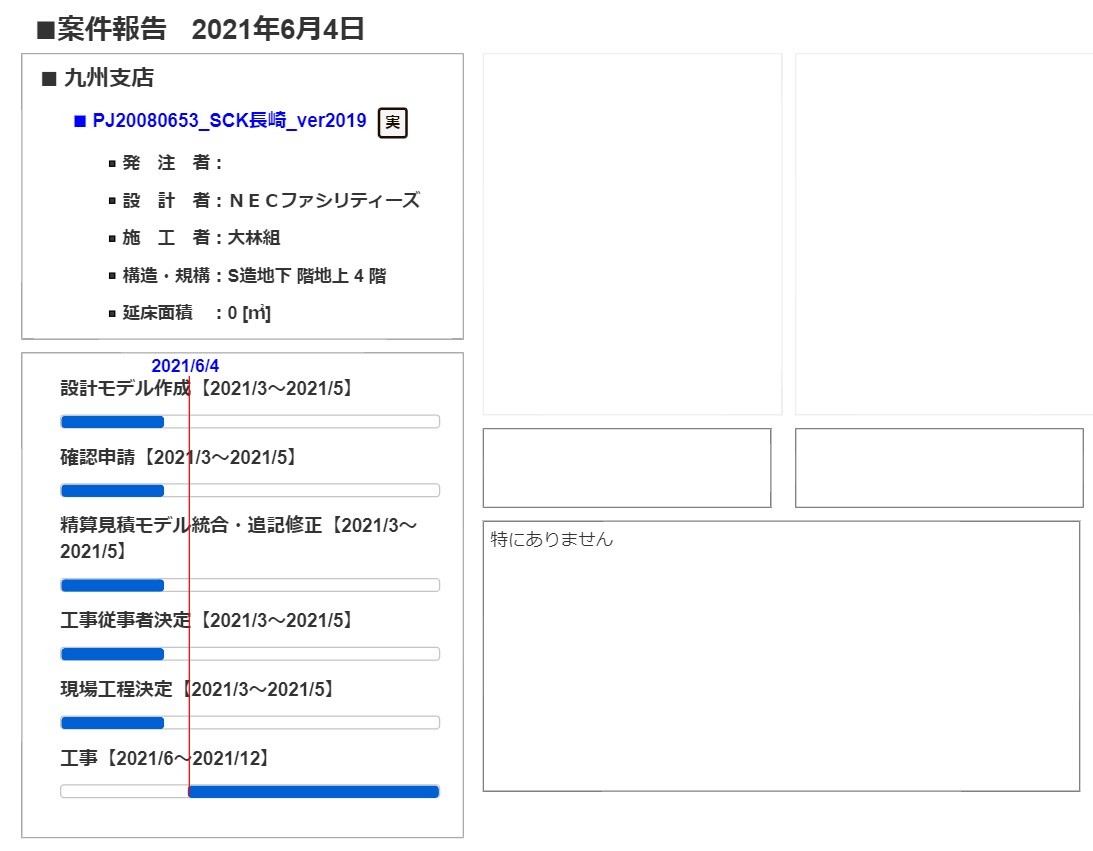 ■案件報告 2021年6月4日
■ 九州支店
■ PJ20080653_SCK長崎_ver2019 実
▪ 発 注 者：
▪ 設 計 者：ＮＥＣファシリティーズ
▪ 施 工 者：大林組
▪ 構造・規構：S造地下 階地上 4 階
▪ 延床面積 ：0 [㎡]
2021/6/4
設計モデル作成【2021/3～2021/5】
確認申請【2021/3～2021/5】
精算見積モデル統合・追記修正【2021/3～
2021/5】
工事従事者決定【2021/3～2021/5】
現場工程決定【2021/3～2021/5】
工事【2021/6～2021/12】
特にありません